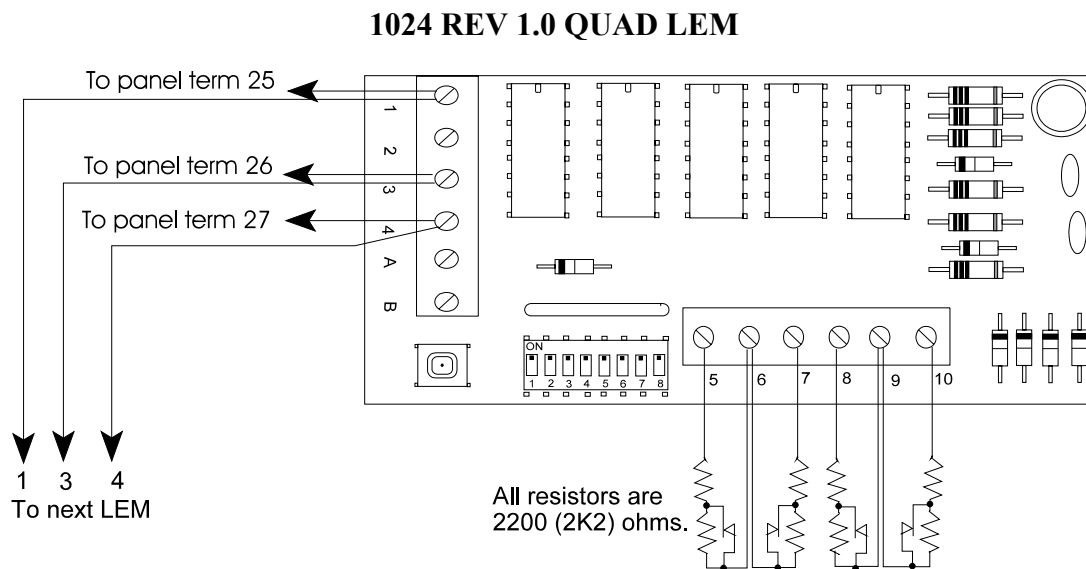 1024 REV 1.0 QUAD LEM
To panel term 25
1
2
To panel term 26
3
To panel term 27
4
A
B
ON
1 2 3 4 5 6 7 8
5 6 7 8 9 10
1 3 4
To next LEM
All resistors are
2200 (2K2) ohms.